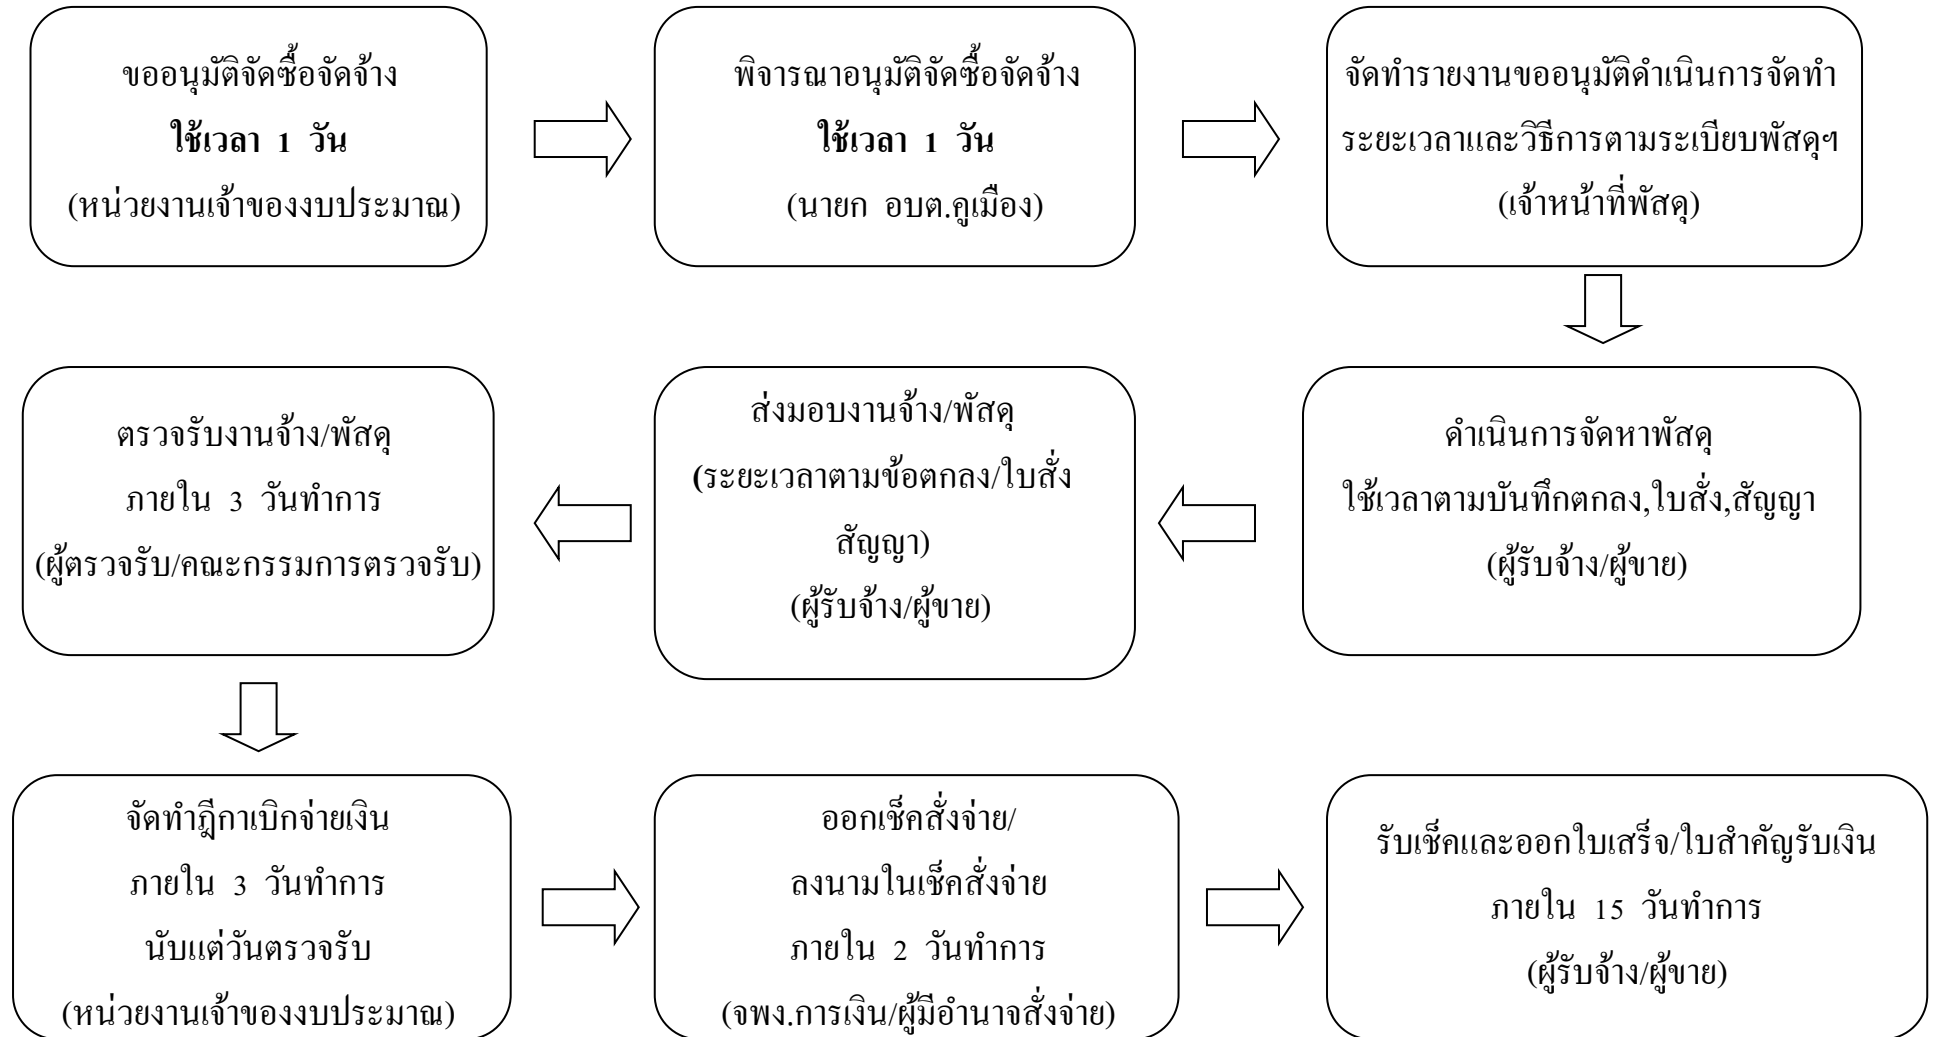 ขออนุมัติจัดซื้อจัดจ้าง
ใช้เวลา 1 วัน
(หน่วยงานเจ้าของงบประมาณ)
พิจารณาอนุมัติจัดซื้อจัดจ้าง
ใช้เวลา 1 วัน
(นายก อบต.คูเมือง)
จัดทำรายงานขออนุมัติดำเนินการจัดทำ
ระยะเวลาและวิธีการตามระเบียบพัสดุฯ
(เจ้าหน้าที่พัสดุ)
ดำเนินการจัดหาพัสดุ
ใช้เวลาตามบันทึกตกลง,ใบสั่ง,สัญญา
(ผู้รับจ้าง/ผู้ขาย)
ส่งมอบงานจ้าง/พัสดุ
(ระยะเวลาตามข้อตกลง/ใบสั่ง
สัญญา)
(ผู้รับจ้าง/ผู้ขาย)
ตรวจรับงานจ้าง/พัสดุ
ภายใน 3 วันทำการ
(ผู้ตรวจรับ/คณะกรรมการตรวจรับ)
จัดทำฎีกาเบิกจ่ายเงิน
ภายใน 3 วันทำการ
นับแต่วันตรวจรับ
(หน่วยงานเจ้าของงบประมาณ)
ออกเช็คสั่งจ่าย/
ลงนามในเช็คสั่งจ่าย
ภายใน 2 วันทำการ
(จพง.การเงิน/ผู้มีอำนาจสั่งจ่าย)
รับเช็คและออกใบเสร็จ/ใบสำคัญรับเงิน
ภายใน 15 วันทำการ
(ผู้รับจ้าง/ผู้ขาย)